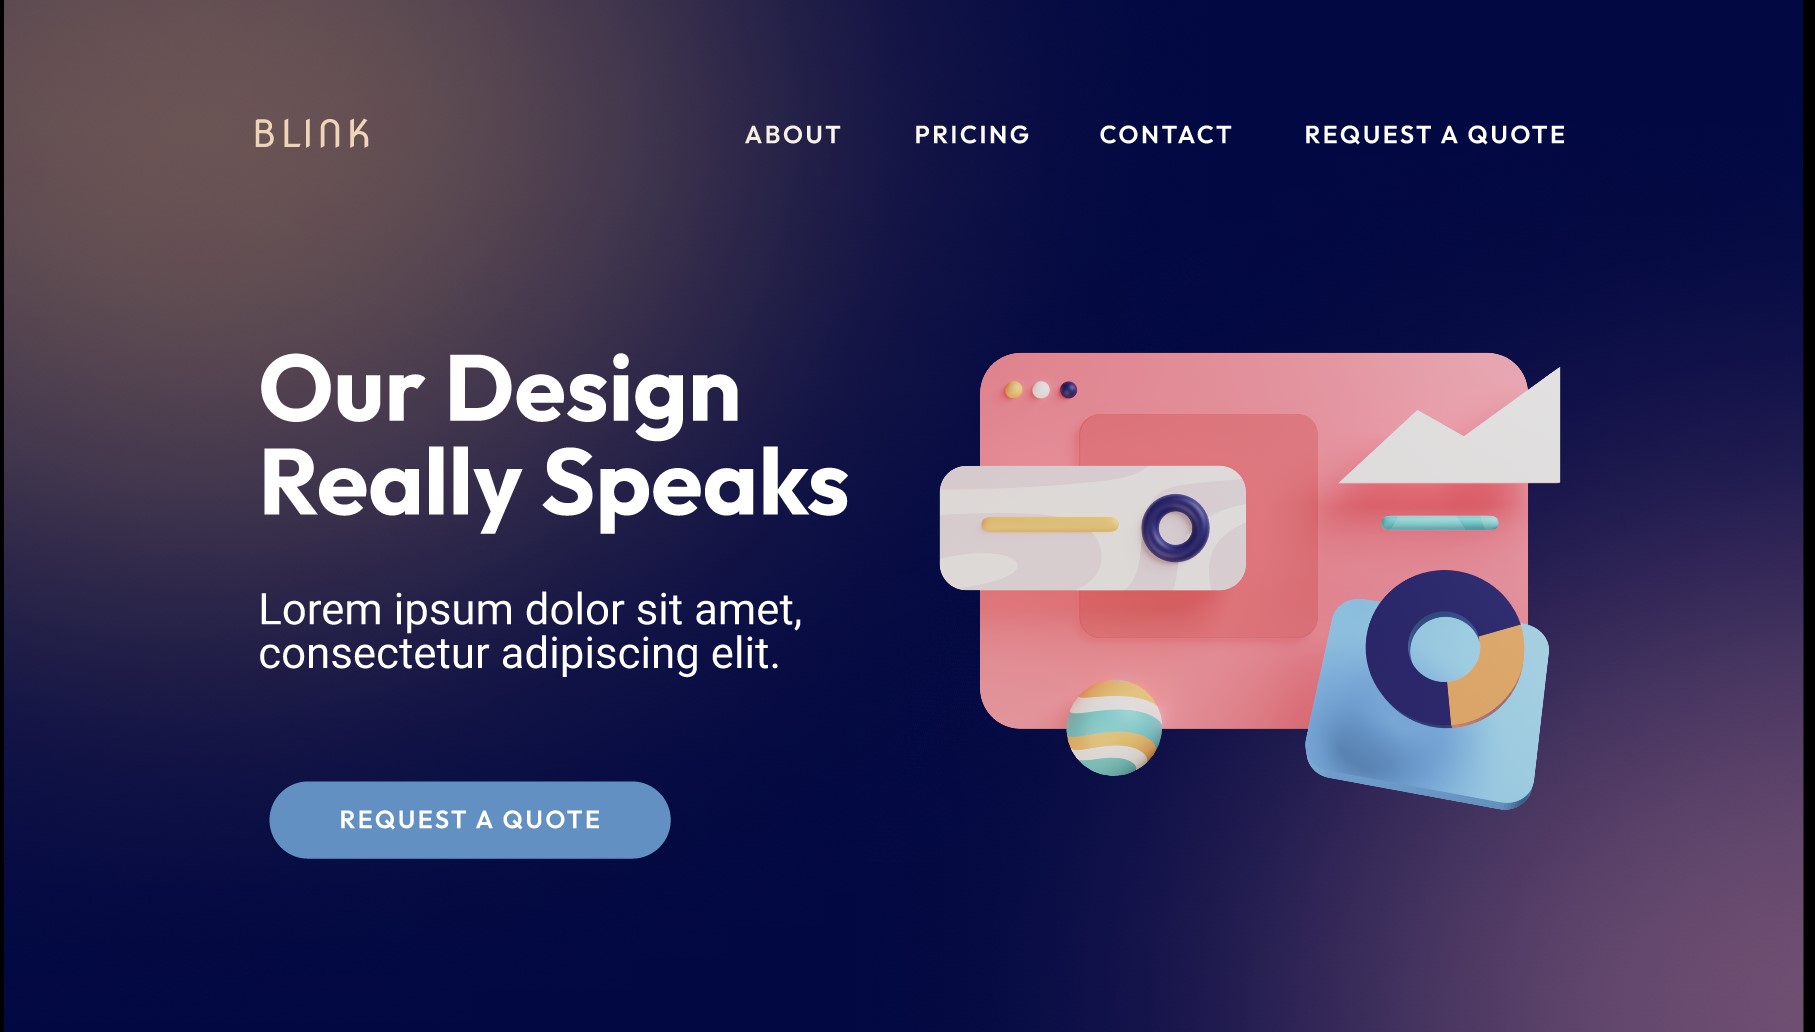 BLINK
ABOUT
PRICING
CONTACT
REQUEST A QUOTE
Our Design
Really Speaks
Lorem ipsum dolor sit amet,
consectetur adipiscing elit.
REQUEST A QUOTE